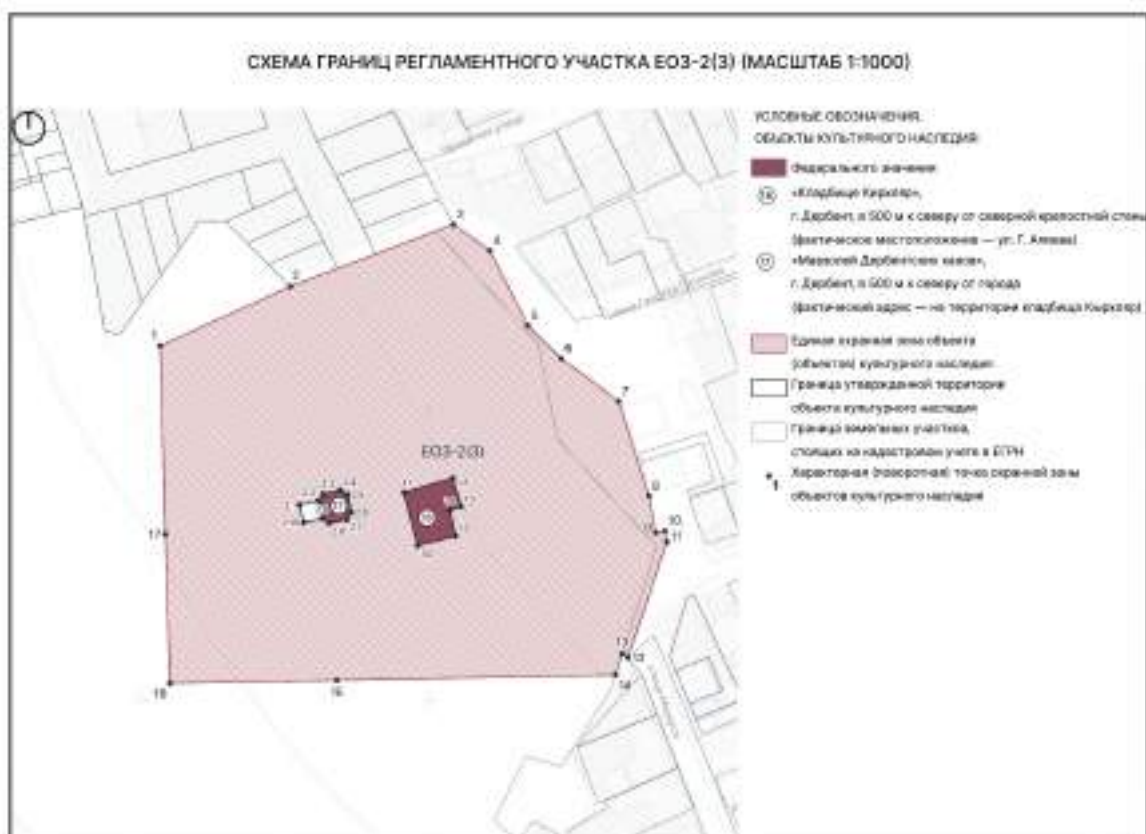 СХЕМА ГРАНИЦ РЕГЛАМЕНТНОГО УЧАСТКА ЕОЗ-2(3) (МАСШТАБ 1:1000)
УСЛОВНЫЕ ОБОЗНАЧЕНИЯ.
ОБЪЕКТЫ КУЛЬТУРНОГО НАСЛЕДИЯ:
Федерального значения
«Кладбище Кирхляр»,
г. Дербент, в 500 м к северу от северной крепостной стены
(фактическое местоположение — ул. Г. Алиева)
«Мавзолей Дербентских ханов»,
г. Дербент, в 500 м к северу от города
(фактический адрес — на территории кладбища Кырхляр)
Единая охранная зона объекта
(объектов) культурного наследия
Граница утвержденной территории
объекта культурного наследия
Граница земельных участков,
стоящих на кадастровом учете в ЕГРН
1
Характерная (поворотная) точка охранной зоны
объектов культурного наследия
3
4
2
5
1
6
7
ЕОЗ-2(3)
10
17
11
13
12
14
16